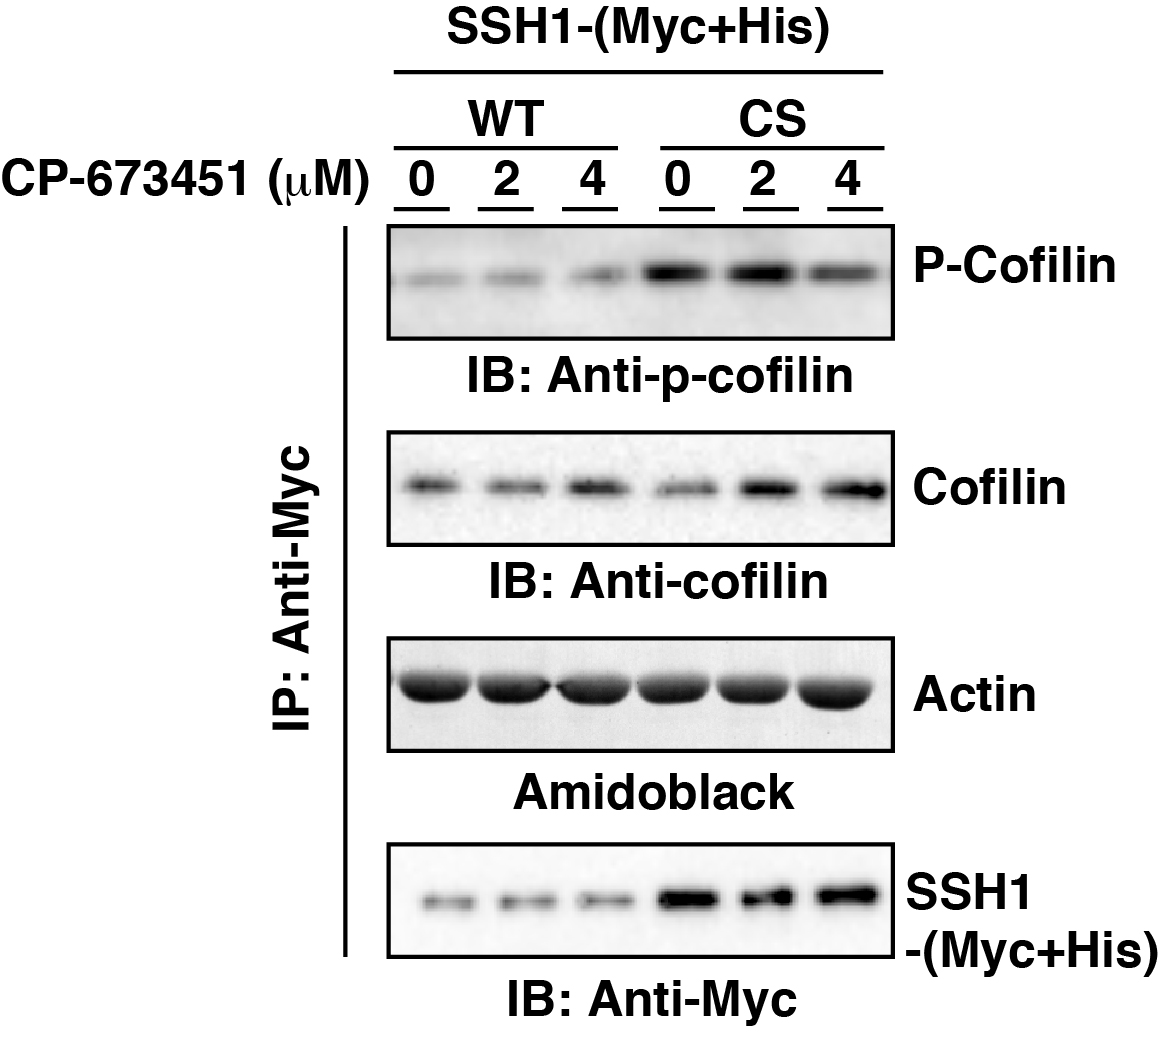 SSH1-(Myc+His)
WT CS
CP-673451 (μM) 0 2 4 0 2 4
P-Cofilin
IB: Anti-p-cofilin
IP: Anti-Myc
Cofilin
IB: Anti-cofilin
Actin
Amidoblack
SSH1
-(Myc+His)
IB: Anti-Myc